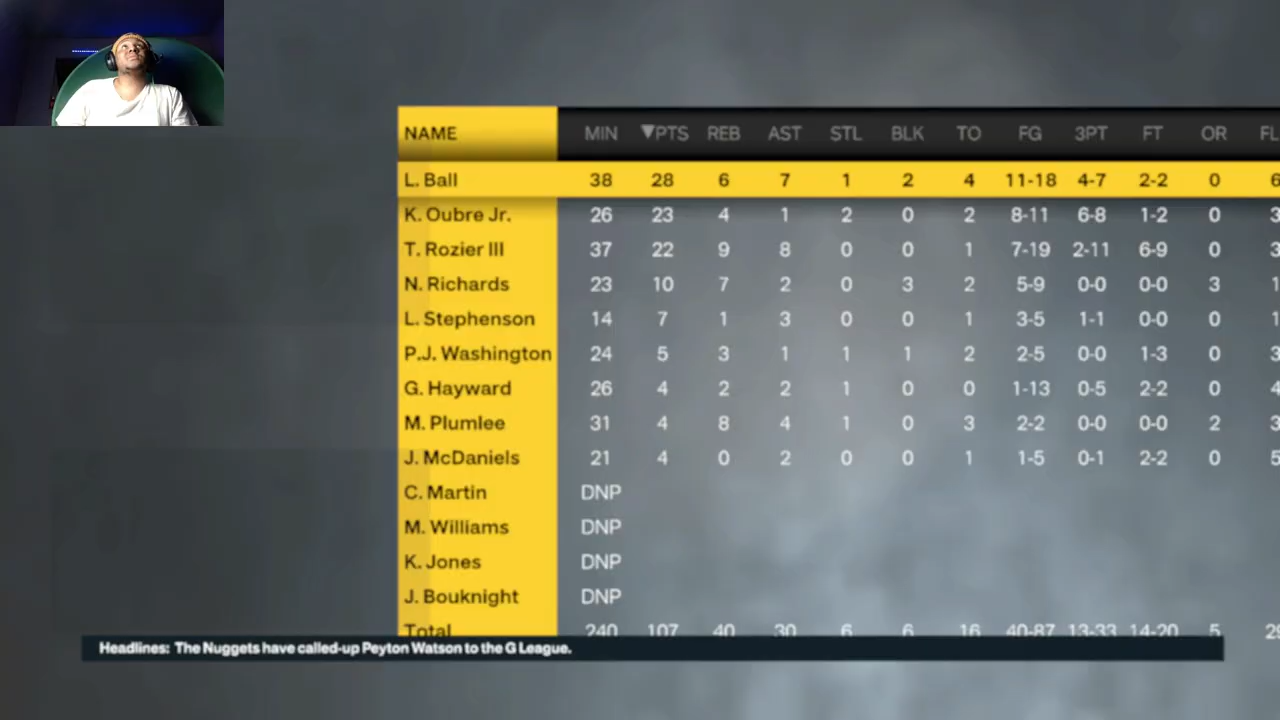 NAME MIN ▼PTS REB AST STL BLK TO FG 3PT FT OR
L. Ball 38 28 6 7 1 2 4 11-18 4-7 2-2 0 6
K. Oubre Jr. 26 23 4 1 2 0 2 8-11 6-8 1-2 0 3
T. Rozier III 37 22 9 8 0 0 1 7-19 2-11 6-9 0 3
N. Richards 23 10 7 2 0 3 2 5-9 0-0 0-0 3 1
L. Stephenson 14 7 1 3 0 0 1 3-5 1-1 0-0 0 1
P.J. Washington 24 5 3 1 1 1 2 2-5 0-0 1-3 0 3
G. Hayward 26 4 2 2 1 0 0 1-13 0-5 2-2 0 4
M. Plumlee 31 4 8 4 1 0 3 2-2 0-0 0-0 2 3
J. McDaniels 21 4 0 2 0 0 1 1-5 0-1 2-2 0 5
C. Martin DNP
M. Williams DNP
K. Jones DNP
J. Bouknight DNP
Total 240 107 40 30 6 6 16 40-87 13-33 14-20 5
Headlines: The Nuggets have called-up Peyton Watson to the G League.